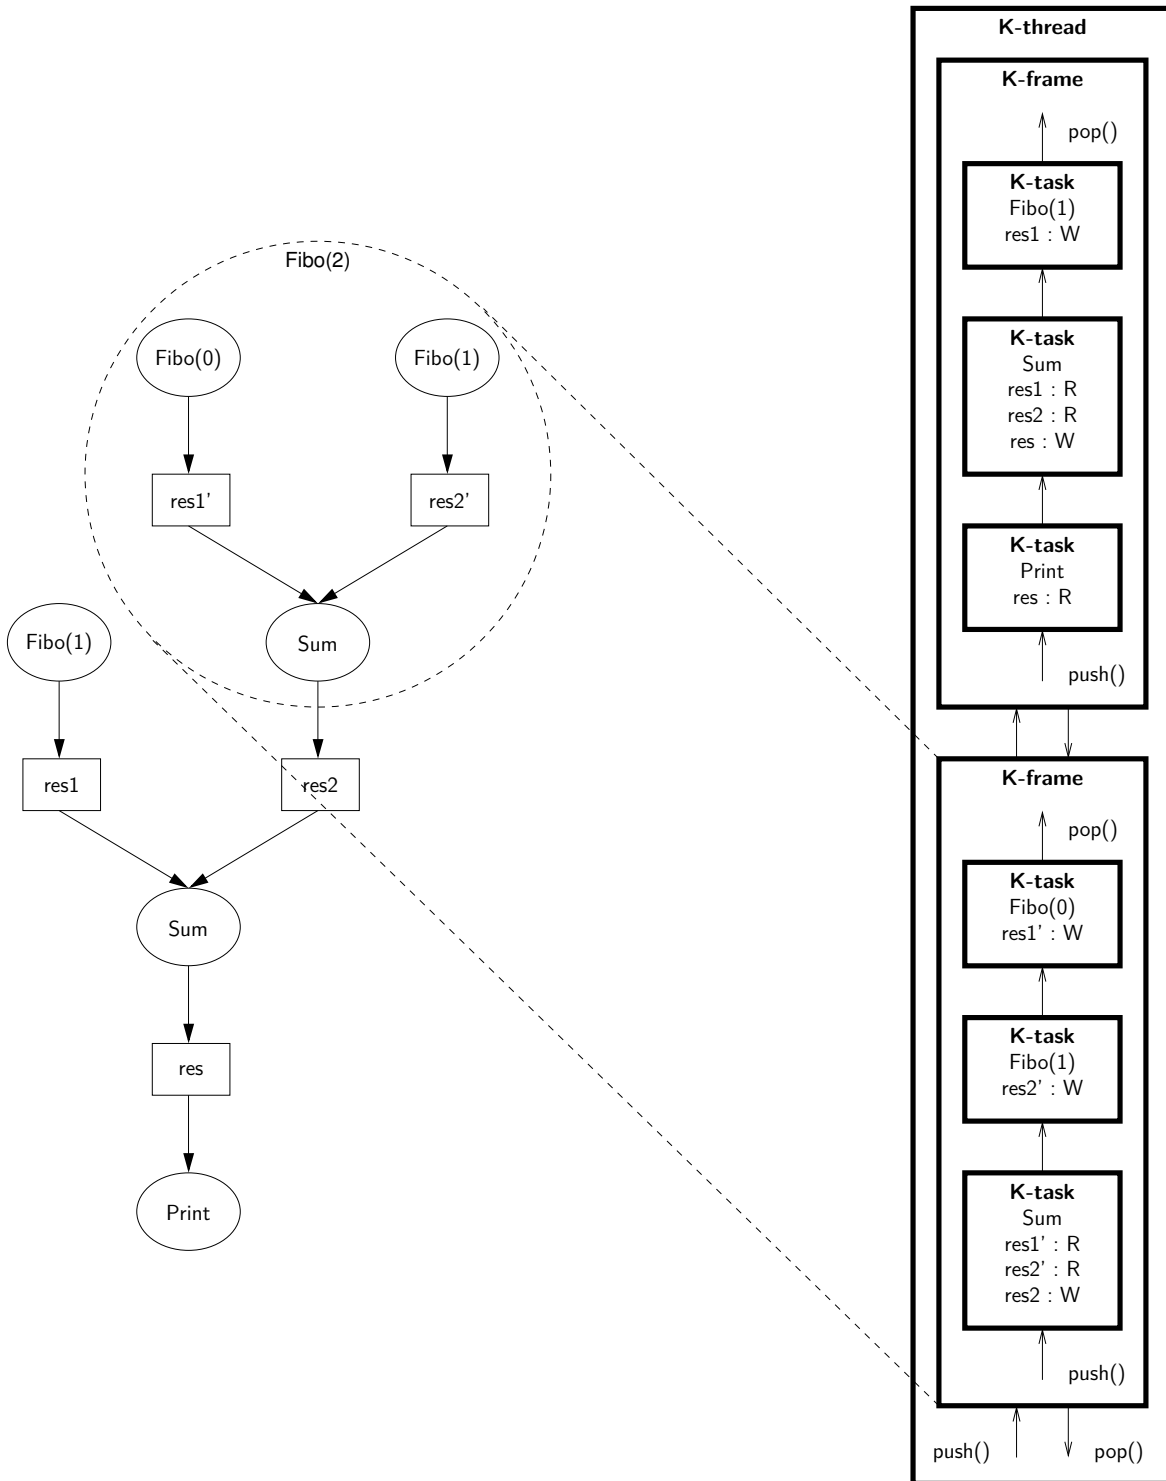 Fibo(2)
Fibo(0)
Fibo(1)
res1'
res2'
Fibo(1)
Sum
res1
res2
Sum
res
Print
K-thread
K-frame
pop()
K-task
Fibo(1)
res1 : W
K-task
Sum
res1 : R
res2 : R
res : W
K-task
Print
res : R
push()
K-frame
pop()
K-task
Fibo(0)
res1' : W
K-task
Fibo(1)
res2' : W
K-task
Sum
res1' : R
res2' : R
res2 : W
push()
push()
pop()